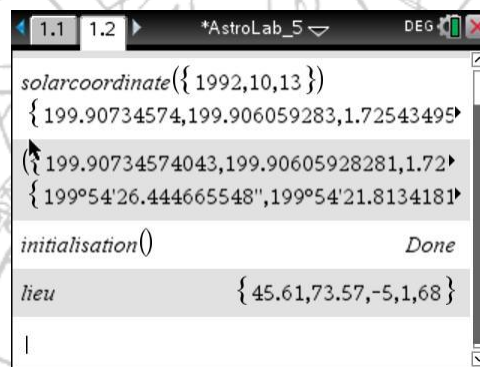 1.1 1.2 *AstroLab_5 DEG
solarcoordinate({1992,10,13})
{199.90734574,199.906059283,1.72543495▸
({199.90734574043,199.90605928281,1.72▸
{199°54'26.444665548",199°54'21.8134181▸
initialisation() Done
lieu {45.61,73.57,-5,1,68}